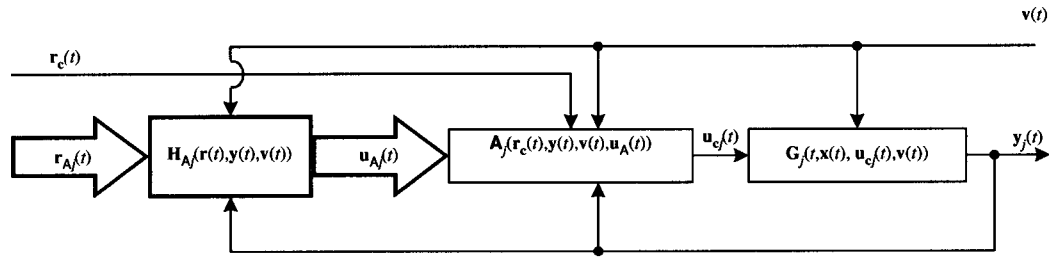 v(t)
r_c(t)
r_Aj(t)
H_Aj(r(t),y(t),v(t))
u_Aj(t)
A_j(r_c(t),y(t),v(t),u_A(t))
u_cj(t)
G_j(t,x(t), u_cj(t),v(t))
y_j(t)